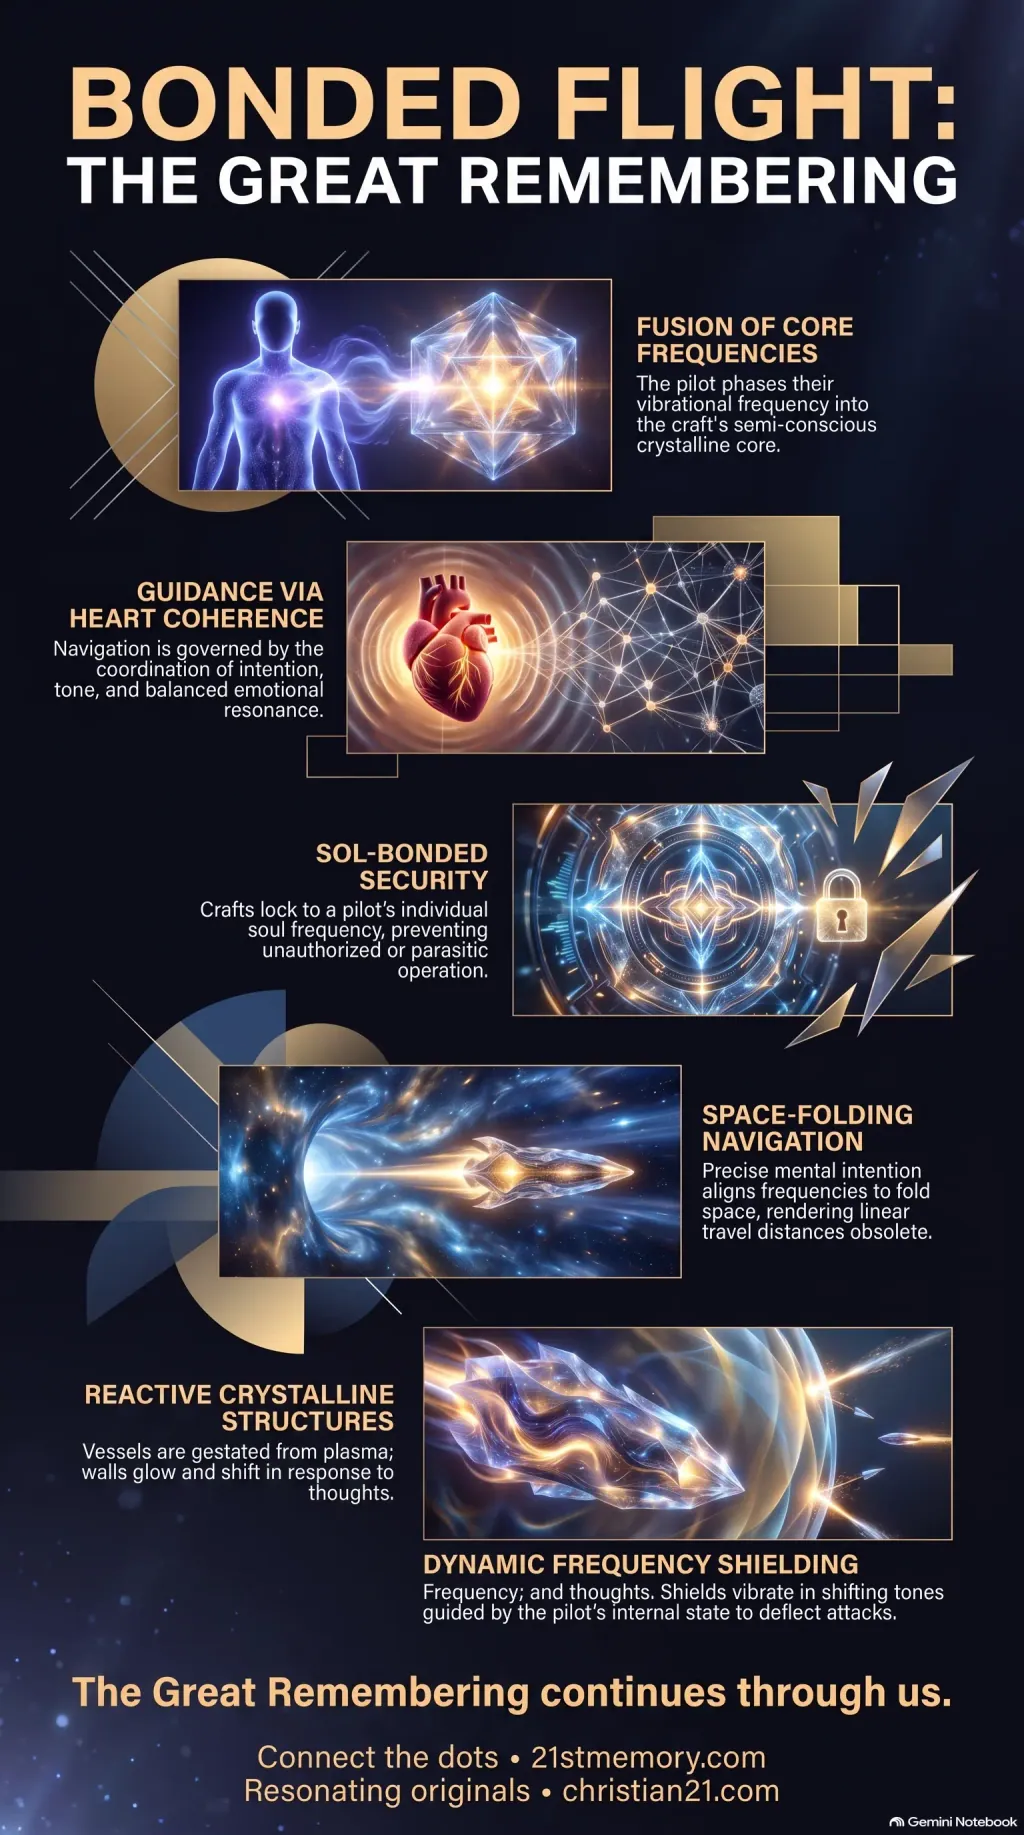 BONDED FLIGHT:
THE GREAT REMEMBERING
FUSION OF CORE
FREQUENCIES
The pilot phases their
vibrational frequency into
the craft's semi-conscious
crystalline core.
GUIDANCE VIA
HEART COHERENCE
Navigation is governed by the
coordination of intention,
tone, and balanced emotional
resonance.
SOL-BONDED
SECURITY
Crafts lock to a pilot’s individual
soul frequency, preventing
unauthorized or parasitic
operation.
SPACE-FOLDING
NAVIGATION
Precise mental intention
aligns frequencies to fold
space, rendering linear
travel distances obsolete.
REACTIVE CRYSTALLINE
STRUCTURES
Vessels are gestated from plasma;
walls glow and shift in response to
thoughts.
DYNAMIC FREQUENCY SHIELDING
Frequency; and thoughts. Shields vibrate in shifting tones
guided by the pilot’s internal state to deflect attacks.
The Great Remembering continues through us.
Connect the dots • 21stmemory.com
Resonating originals • christian21.com
Gemini Notebook